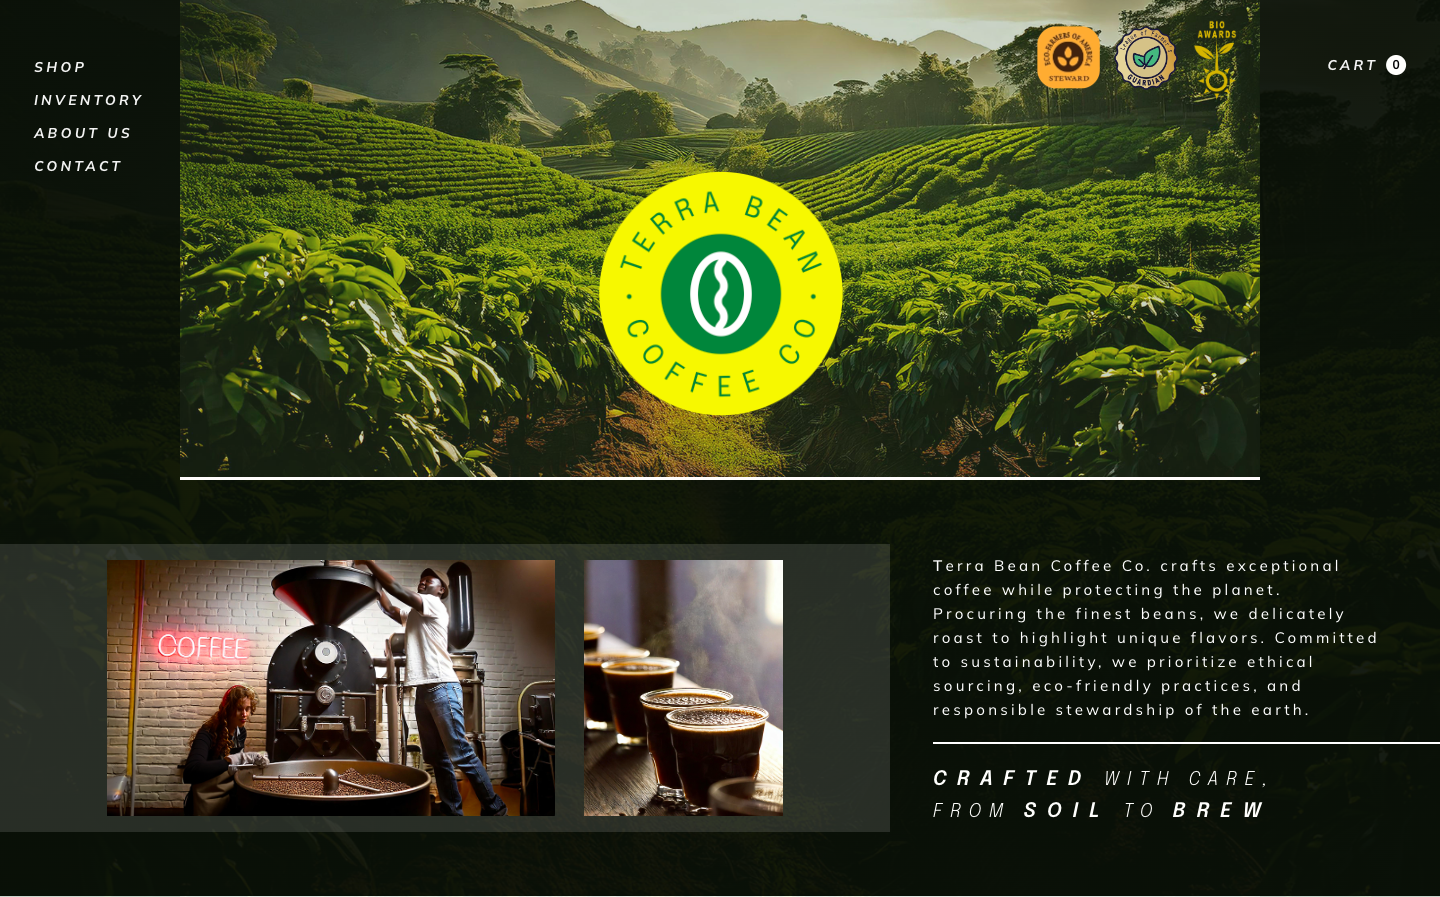 SHOP
INVENTORY
ABOUT US
CONTACT
ECO-FARMERS OF AMERICA
STEWARD
GUARDIAN
BIO
AWARDS
CART 0
TERRA BEAN
COFFEE CO
COFFEE
Terra Bean Coffee Co. crafts exceptional
coffee while protecting the planet.
Procuring the finest beans, we delicately
roast to highlight unique flavors. Committed
to sustainability, we prioritize ethical
sourcing, eco-friendly practices, and
responsible stewardship of the earth.
CRAFTED WITH CARE,
FROM SOIL TO BREW